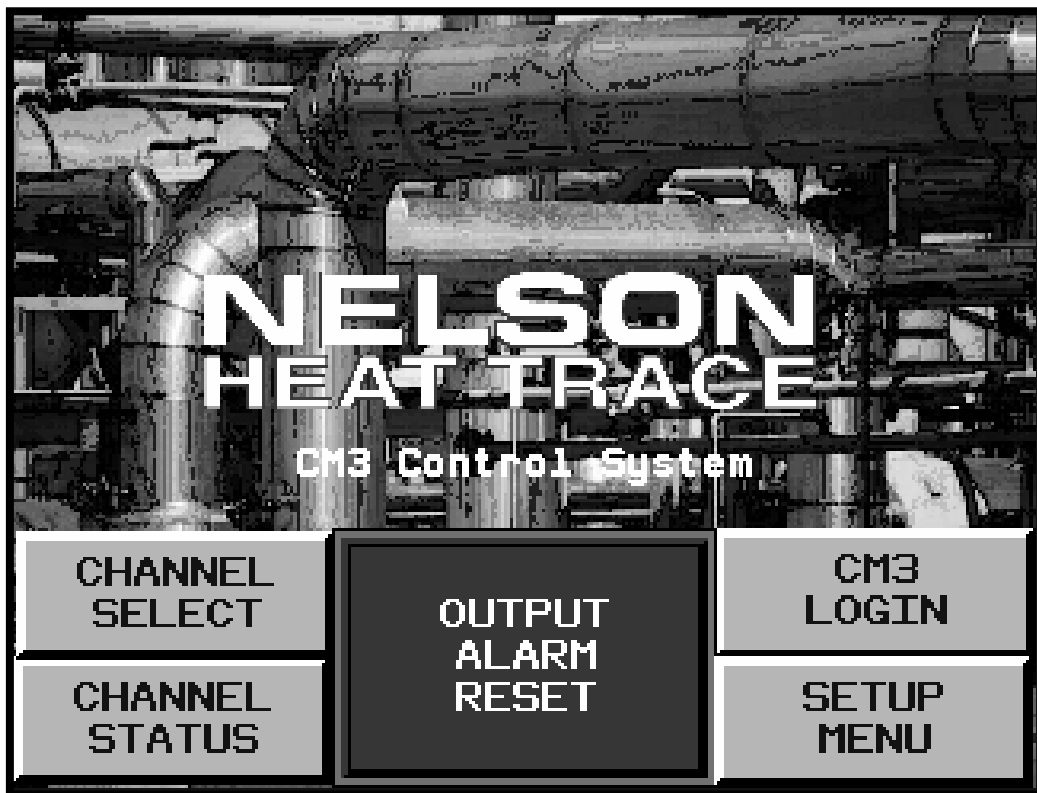 NELSON
HEAT TRACE
CM3 Control System
CHANNEL
SELECT
CHANNEL
STATUS
OUTPUT
ALARM
RESET
CM3
LOGIN
SETUP
MENU